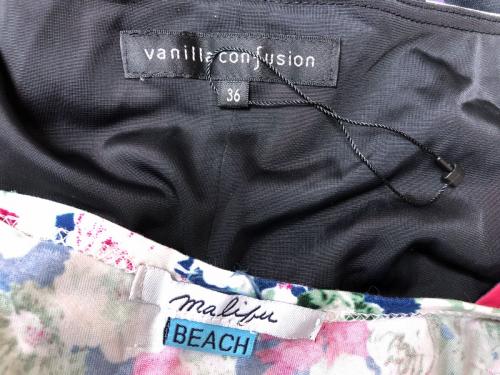 vanilla confusion
36
malibu
BEACH